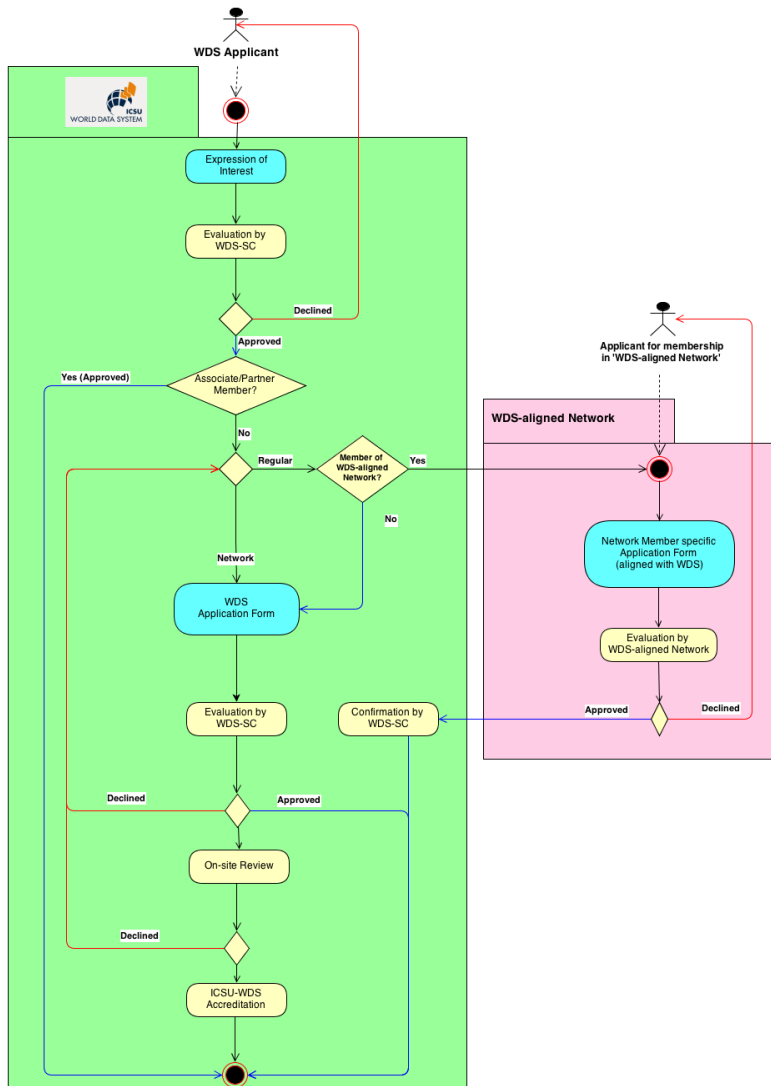 WDS Applicant
ICSU
WORLD DATA SYSTEM
Expression of
Interest
Evaluation by
WDS-SC
Declined
Approved
Yes (Approved)
Associate/Partner
Member?
No
Regular
Member of
WDS-aligned
Network?
Yes
No
Network
WDS
Application Form
Evaluation by
WDS-SC
Confirmation by
WDS-SC
Declined
Approved
On-site Review
Declined
ICSU-WDS
Accreditation
Applicant for membership
in 'WDS-aligned Network'
WDS-aligned Network
Network Member specific
Application Form
(aligned with WDS)
Evaluation by
WDS-aligned Network
Approved
Declined